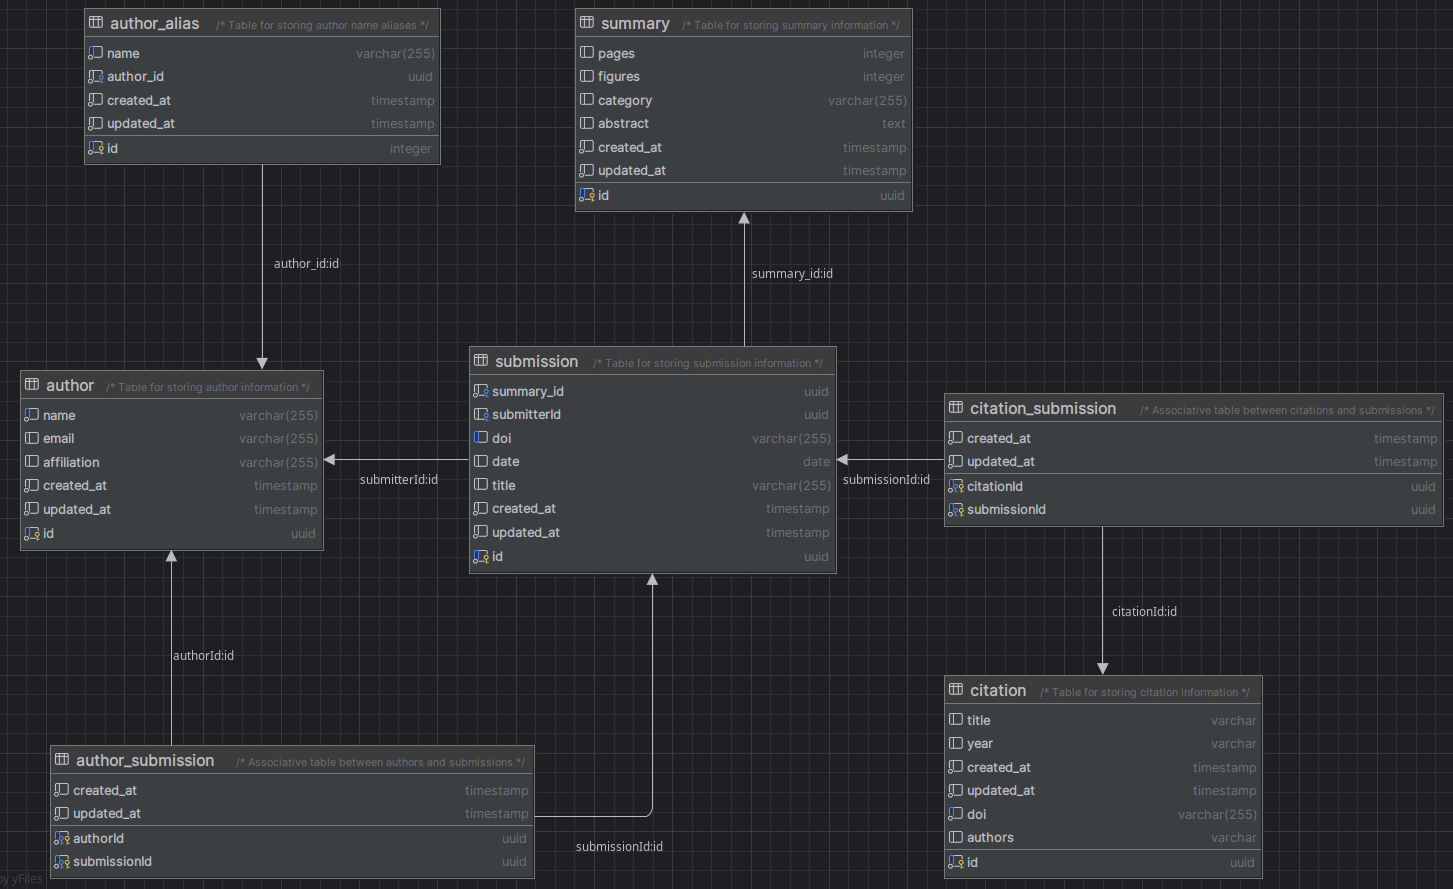 author_alias /* Table for storing author name aliases */
name varchar(255)
author_id uuid
created_at timestamp
updated_at timestamp
id integer
summary /* Table for storing summary information */
pages integer
figures integer
category varchar(255)
abstract text
created_at timestamp
updated_at timestamp
id uuid
author_id:id
summary_id:id
author /* Table for storing author information */
name varchar(255)
email varchar(255)
affiliation varchar(255)
created_at timestamp
updated_at timestamp
id uuid
submitterId:id
submission /* Table for storing submission information */
summary_id uuid
submitterId uuid
doi varchar(255)
date date
title varchar(255)
created_at timestamp
updated_at timestamp
id uuid
submissionId:id
citation_submission /* Associative table between citations and submissions */
created_at timestamp
updated_at timestamp
citationId uuid
submissionId uuid
citationId:id
authorId:id
author_submission /* Associative table between authors and submissions */
created_at timestamp
updated_at timestamp
authorId uuid
submissionId uuid
submissionId:id
citation /* Table for storing citation information */
title varchar
year varchar
created_at timestamp
updated_at timestamp
doi varchar(255)
authors varchar
id uuid
by yFiles